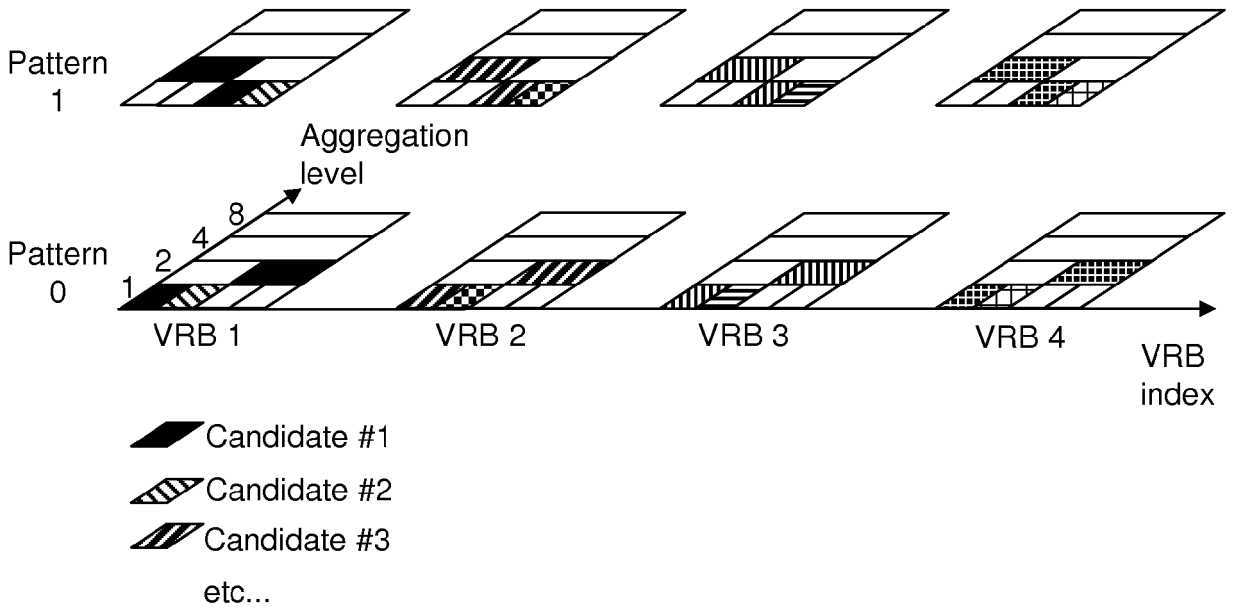 Pattern
1
Aggregation
level
Pattern
0
8
4
2
1
VRB 1
VRB 2
VRB 3
VRB 4
VRB
index
Candidate #1
Candidate #2
Candidate #3
etc...